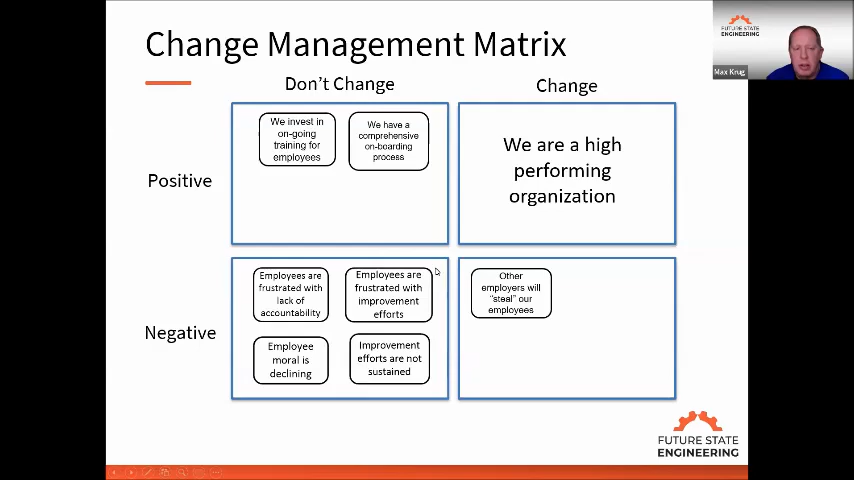 Change Management Matrix
Don't Change
Change
Positive
We invest in
on-going
training for
employees
We have a
comprehensive
on-boarding
process
We are a high
performing
organization
Negative
Employees are
frustrated with
lack of
accountability
Employees are
frustrated with
improvement
efforts
Employee
moral is
declining
Improvement
efforts are not
sustained
Other
employers will
"steal" our
employees
FUTURE STATE
ENGINEERING
FUTURE STATE
ENGINEERING
Max Krug